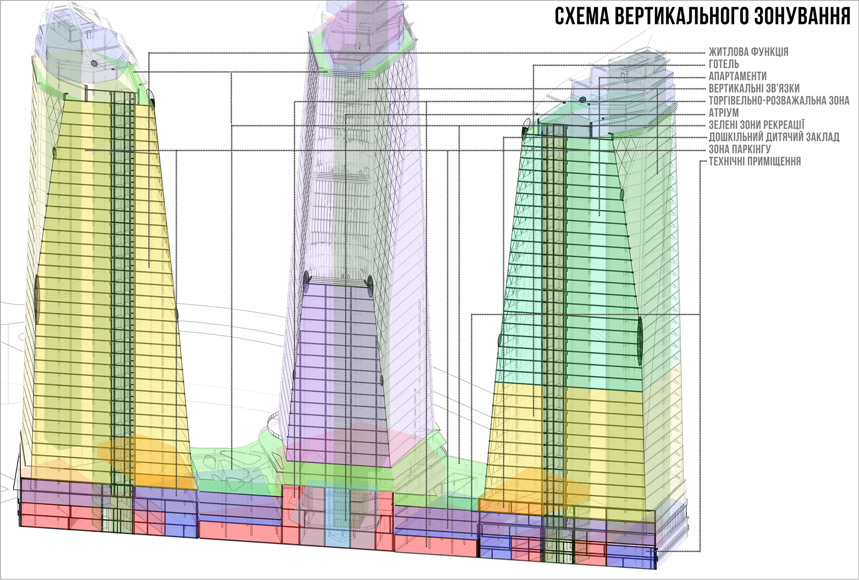 СХЕМА ВЕРТИКАЛЬНОГО ЗОНУВАННЯ
ЖИТЛОВА ФУНКЦІЯ
ГОТЕЛЬ
АПАРТАМЕНТИ
ВЕРТИКАЛЬНІ ЗВ'ЯЗКИ
ТОРГІВЕЛЬНО-РОЗВАЖАЛЬНА ЗОНА
АТРІУМ
ЗЕЛЕНІ ЗОНИ РЕКРЕАЦІЇ
ДОШКІЛЬНИЙ ДИТЯЧИЙ ЗАКЛАД
ЗОНА ПАРКІНГУ
ТЕХНІЧНІ ПРИМІЩЕННЯ